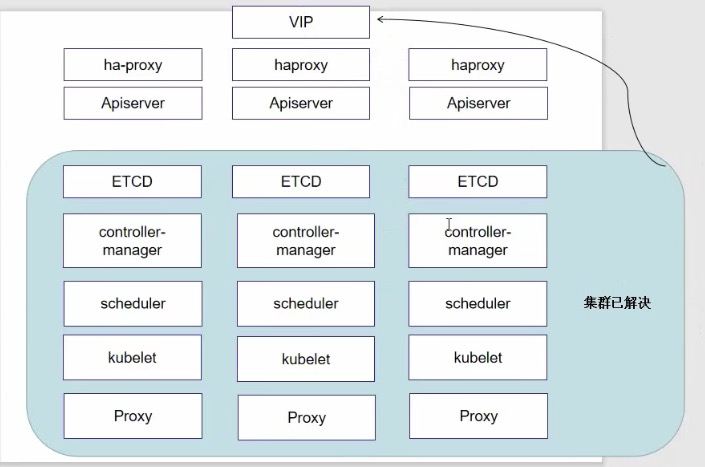 VIP
ha-proxy haproxy haproxy
Apiserver Apiserver Apiserver
ETCD ETCD ETCD
controller- controller- controller-
manager manager manager
scheduler scheduler scheduler
集群已解决
kubelet kubelet kubelet
Proxy Proxy Proxy